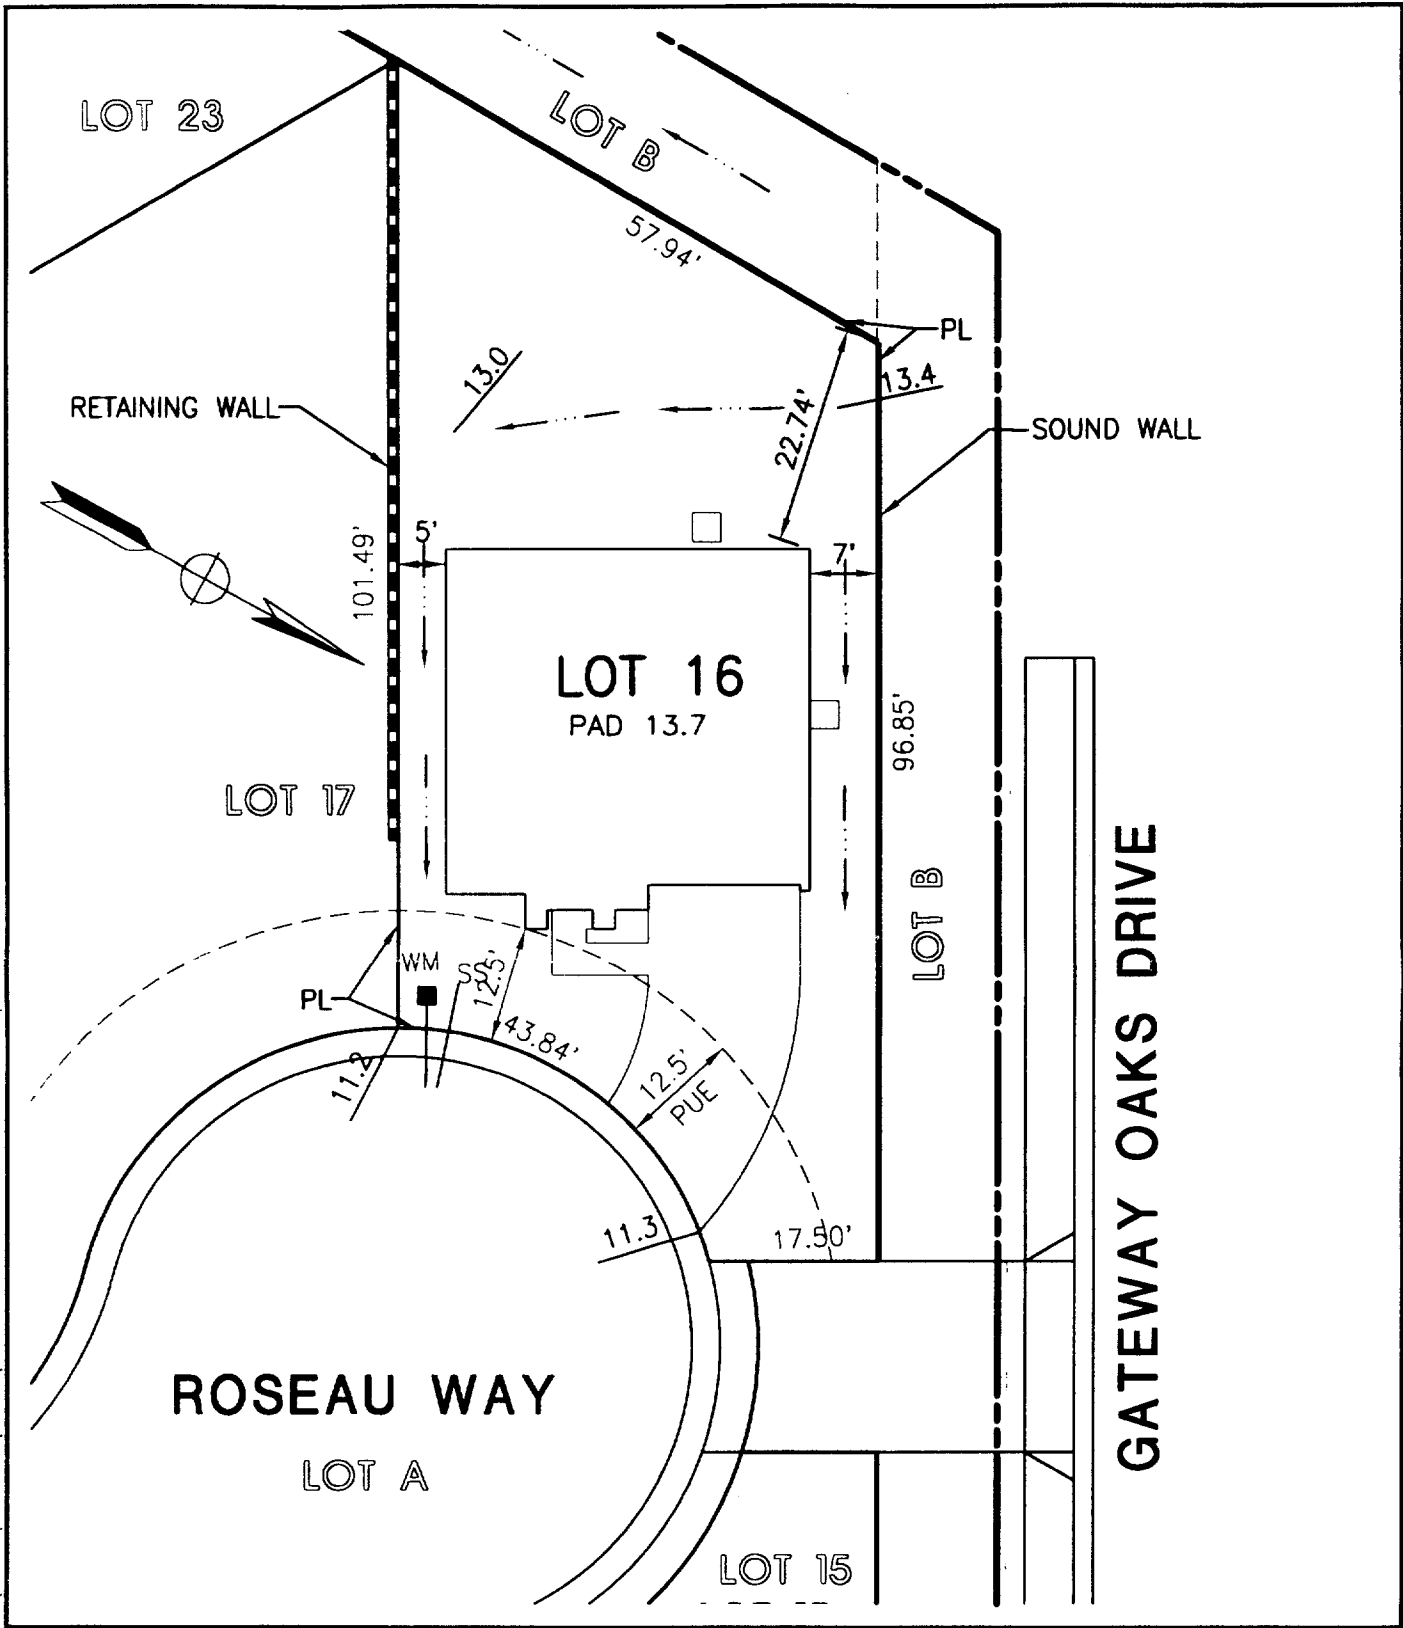 LOT 23
LOT B
57.94'
PL
13.0
13.4
RETAINING WALL
22.74'
SOUND WALL
5'
7'
101.49'
LOT 16
PAD 13.7
96.85'
LOT 17
LOT B
GATEWAY OAKS DRIVE
WM
SS
12.5'
PL
43.84'
11.2
12.5'
PUE
11.3
17.50'
ROSEAU WAY
LOT A
LOT 15